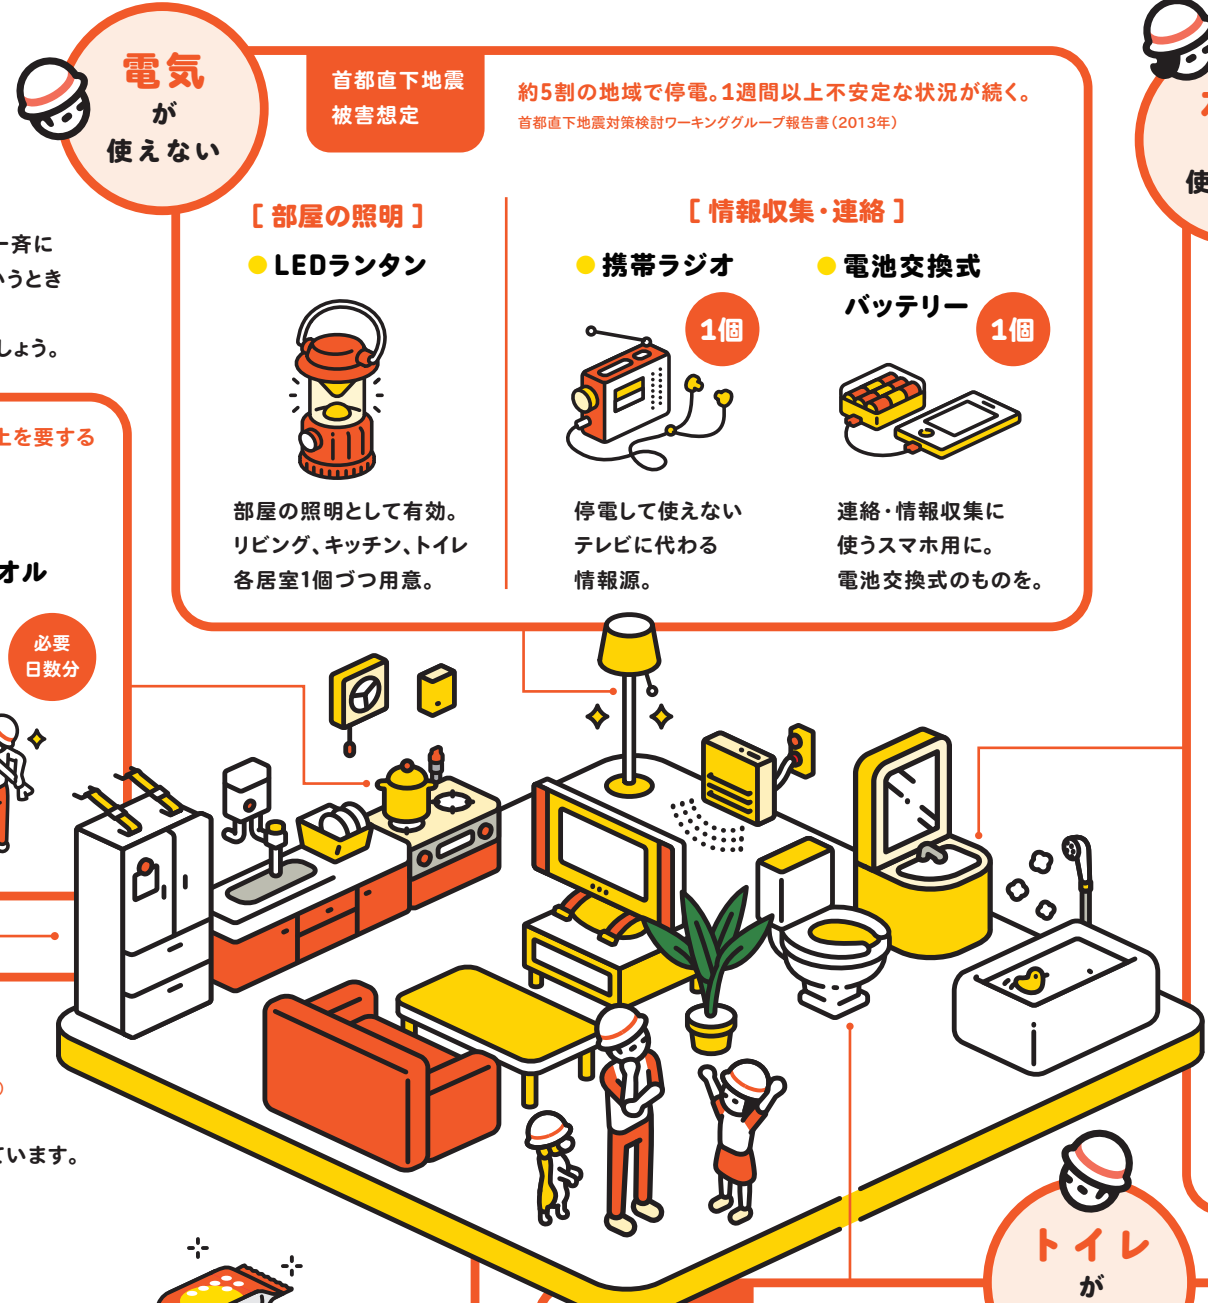 電気
が
使えない
首都直下地震
被害想定
約5割の地域で停電。1週間以上不安定な状況が続く。
首都直下地震対策検討ワーキンググループ報告書(2013年)
[ 部屋の照明 ]
LEDランタン
部屋の照明として有効。
リビング、キッチン、トイレ
各居室1個づつ用意。
[ 情報収集・連絡 ]
携帯ラジオ
1個
停電して使えない
テレビに代わる
情報源。
電池交換式
バッテリー
1個
連絡・情報収集に
使うスマホ用に。
電池交換式のものを。
使
一斉に
いうとき
しょう。
上を要する
オル
必要
日数分
ています。
トイレ
が